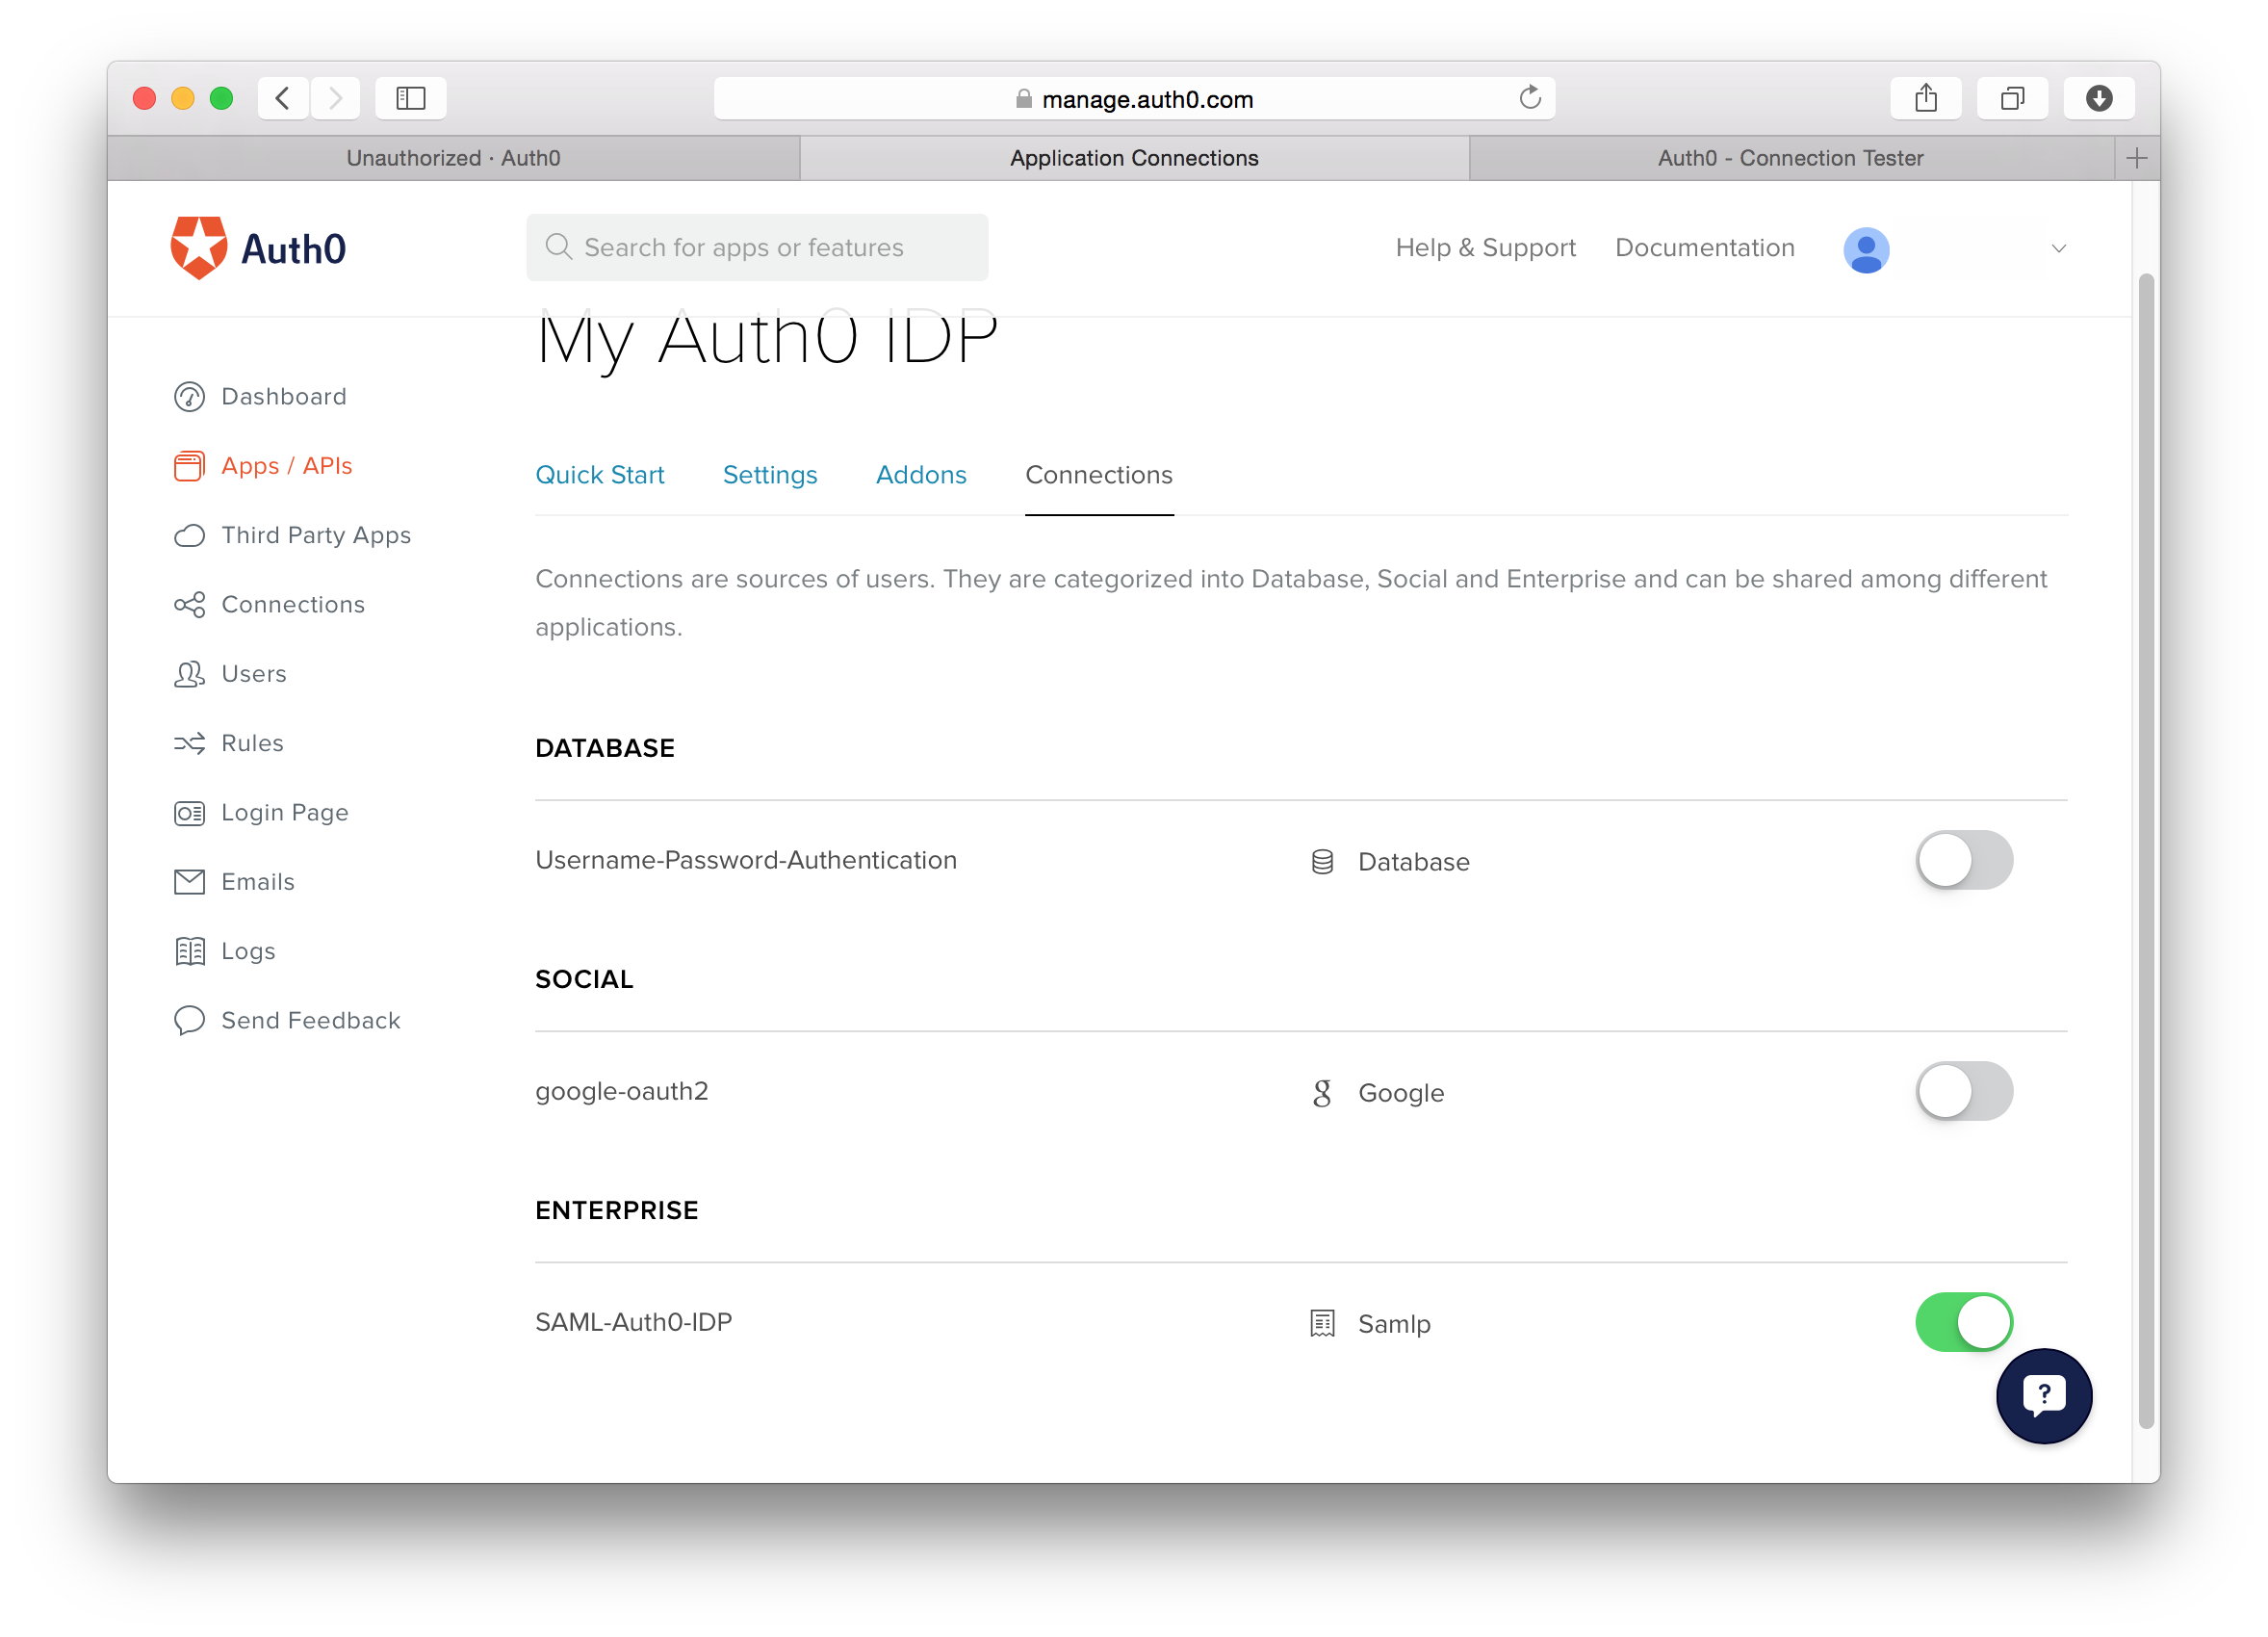 manage.auth0.com
Unauthorized · Auth0
Application Connections
Auth0 - Connection Tester
Auth0
Search for apps or features
Help & Support
Documentation
My Auth0 IDP
Dashboard
Apps / APIs
Third Party Apps
Connections
Users
Rules
Login Page
Emails
Logs
Send Feedback
Quick Start
Settings
Addons
Connections
Connections are sources of users. They are categorized into Database, Social and Enterprise and can be shared among different
applications.
DATABASE
Username-Password-Authentication
Database
SOCIAL
google-oauth2
g
Google
ENTERPRISE
SAML-Auth0-IDP
Samlp
?